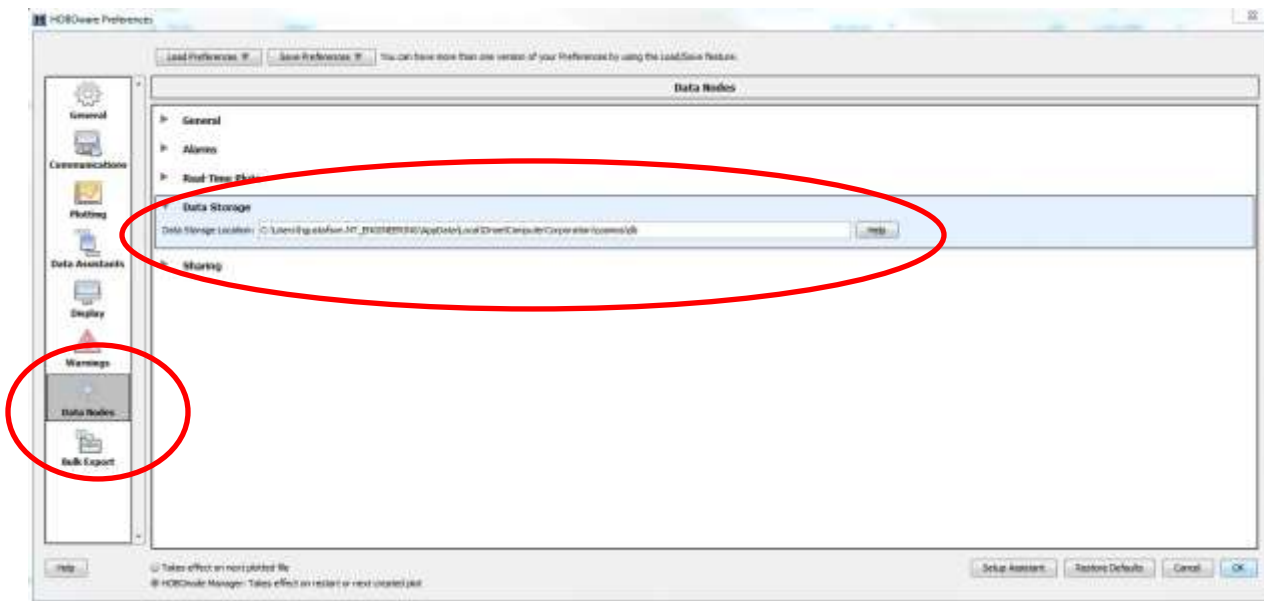 HOBOware Preferences
Load Preferences ▼ Save Preferences ▼ You can have more than one version of your Preferences by using the Load/Save feature.
Data Nodes
General
Communications
Plotting
Data Assistants
Display
Warnings
Data Nodes
Bulk Export
General
Alarms
Real Time
Data Storage
Data Storage Location: Help
Sharing
Help
Takes effect on next plotted file
HOBOnode Manager: Takes effect on restart or next created plot
Setup Assistant Restore Defaults Cancel OK